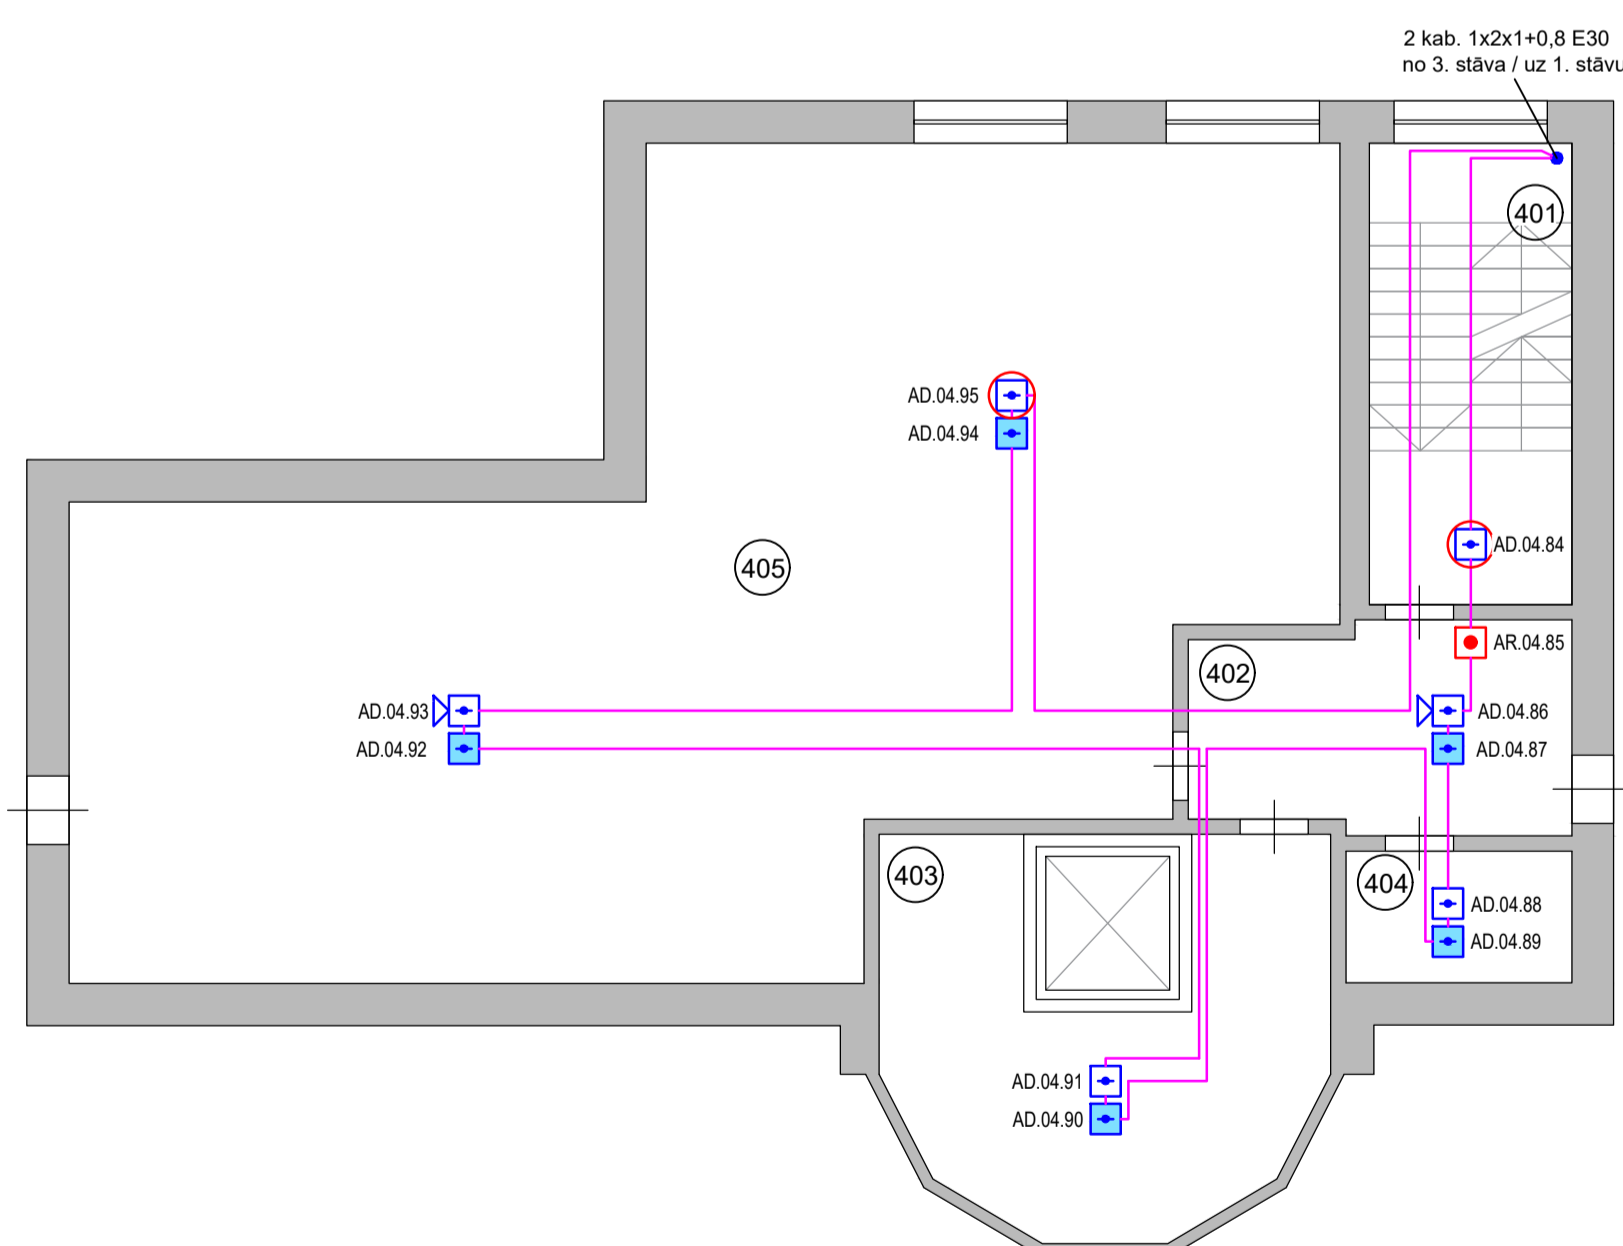 2 kab. 1x2x1+0,8 E30
no 3. stāva / uz 1. stāvu
401
AD.04.95
AD.04.94
AD.04.84
405
AR.04.85
402
AD.04.93
AD.04.86
AD.04.92
AD.04.87
403
404
AD.04.88
AD.04.89
AD.04.91
AD.04.90